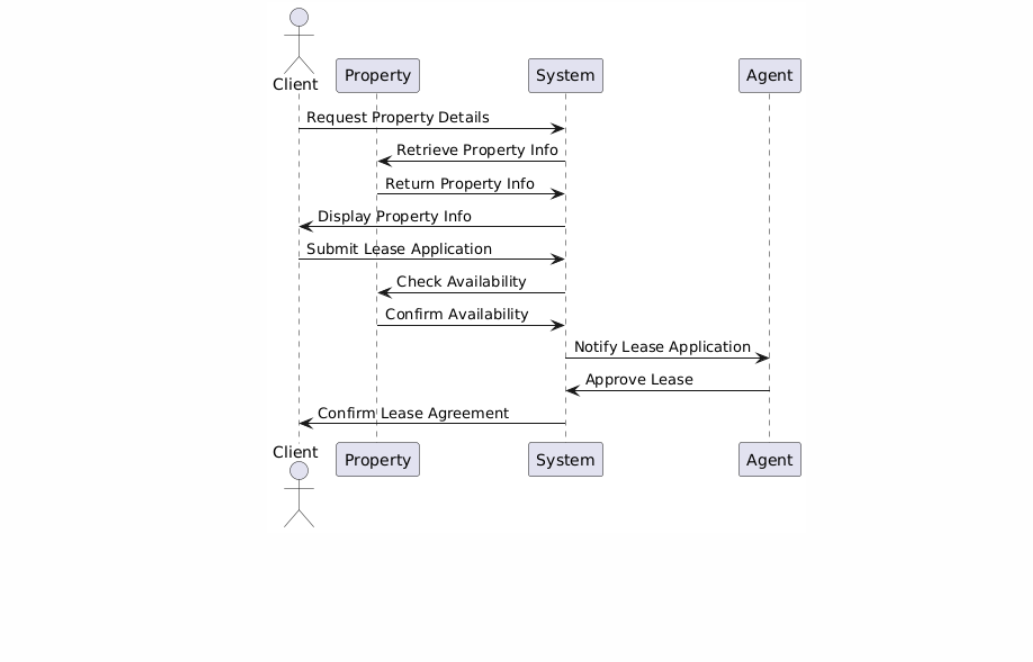 Client
Property
System
Agent
Request Property Details
Retrieve Property Info
Return Property Info
Display Property Info
Submit Lease Application
Check Availability
Confirm Availability
Notify Lease Application
Approve Lease
Confirm Lease Agreement
Client
Property
System
Agent